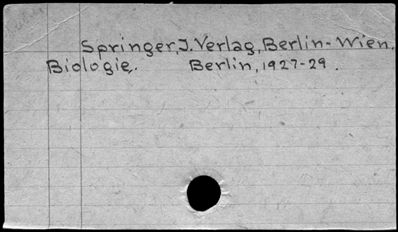 Springer, J. Verlag, Berlin-Wien.
Biologie. Berlin, 1927-29.